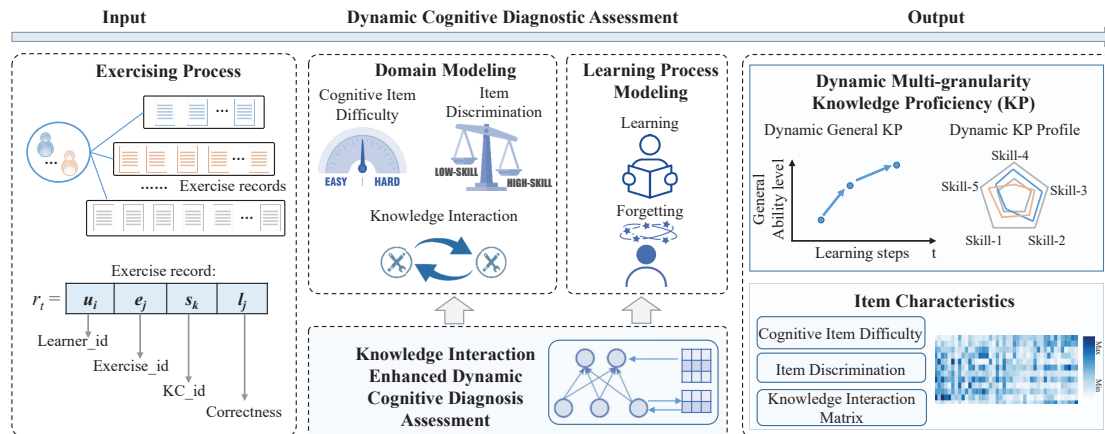 Input
Dynamic Cognitive Diagnostic Assessment
Output
Exercising Process
...
...
...
......
Exercise records
...
Exercise record:
r_t = u_i e_j s_k l_j
Learner_id
Exercise_id
KC_id
Correctness
Domain Modeling
Cognitive Item
Difficulty
Item
Discrimination
EASY HARD
LOW-SKILL
HIGH-SKILL
Knowledge Interaction
Learning Process
Modeling
Learning
Forgetting
Knowledge Interaction
Enhanced Dynamic
Cognitive Diagnosis
Assessment
Dynamic Multi-granularity
Knowledge Proficiency (KP)
Dynamic General KP
General
Ability level
Learning steps
t
Dynamic KP Profile
Skill-4
Skill-5
Skill-3
Skill-1
Skill-2
Item Characteristics
Cognitive Item Difficulty
Item Discrimination
Knowledge Interaction
Matrix
Max
Min